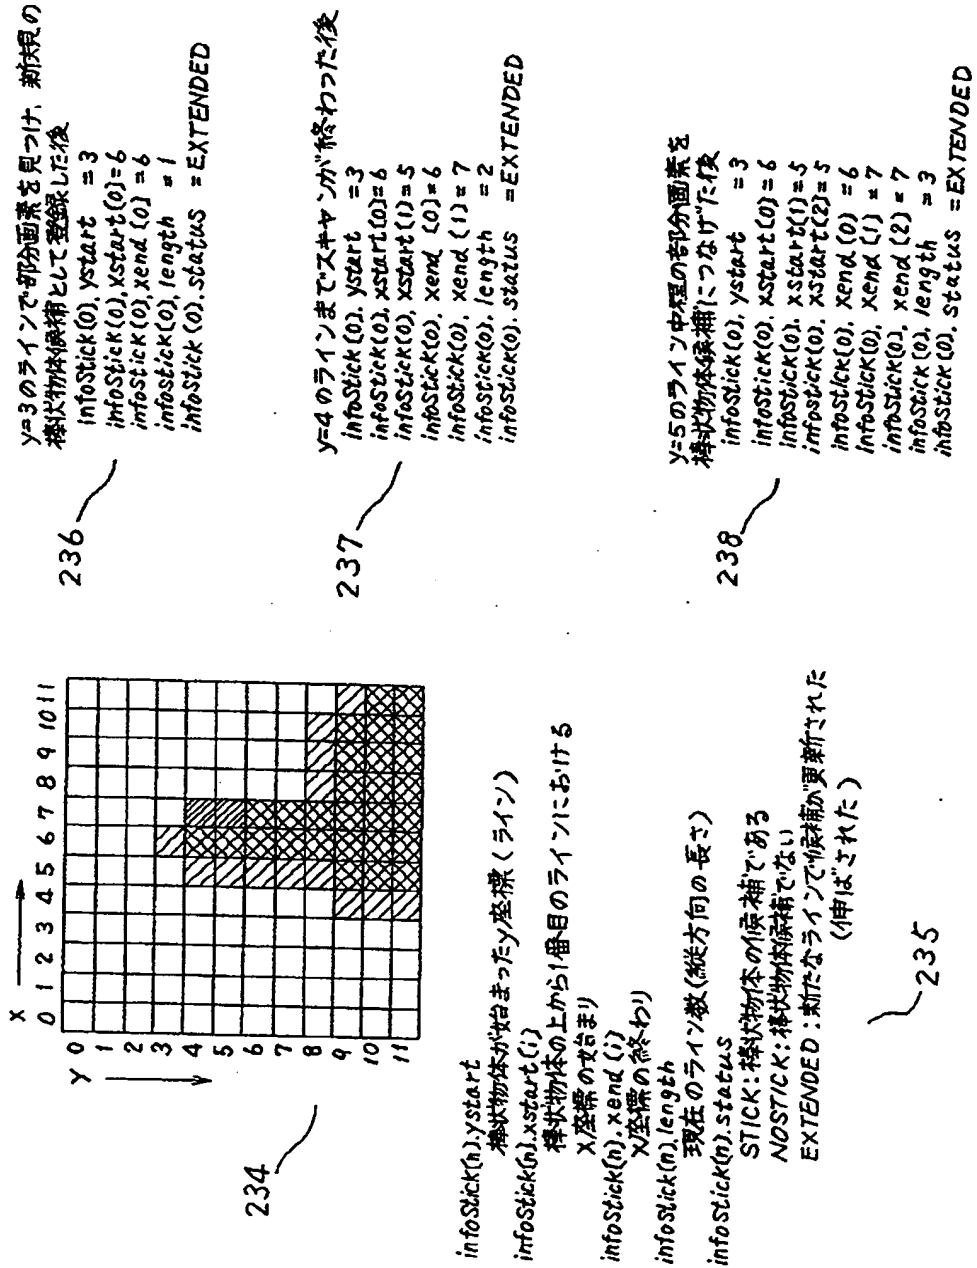 X
0 1 2 3 4 5 6 7 8 9 10 11
Y
0
1
2
3
4
5
6
7
8
9
10
11
234
infoStick(n).ystart
棒状物体が始まったy座標(ライン)
infoStick(n).xstart(i)
棒状物体の上からi番目のラインにおける
X座標の始まり
infoStick(n).xend(i)
X座標の終わり
infoStick(n).length
現在のライン数(縦方向の長さ)
infoStick(n).status
STICK:棒状物体の候補である
NOSTICK:棒状物体候補でない
EXTENDED:新たなラインで候補が更新された
(伸ばされた)
235
y=3のラインで部分画素を見つけ、新規の
棒状物体候補として登録した後
infoStick(0).ystart =3
infoStick(0).xstart(0)=6
infoStick(0).xend(0)=6
infoStick(0).length =1
infoStick(0).status =EXTENDED
236
y=4のラインまでスキャンが終わった後
infoStick(0).ystart =3
infoStick(0).xstart(0)=6
infoStick(0).xstart(1)=5
infoStick(0).xend(0)=6
infoStick(0).xend(1)=7
infoStick(0).length =2
infoStick(0).status =EXTENDED
237
y=5のライン中程の部分画素を
棒状物体候補につなげた後
infoStick(0).ystart =3
infoStick(0).xstart(0)=6
infoStick(0).xstart(1)=5
infoStick(0).xstart(2)=5
infoStick(0).xend(0)=6
infoStick(0).xend(1)=7
infoStick(0).xend(2)=7
infoStick(0).length =3
infoStick(0).status =EXTENDED
238